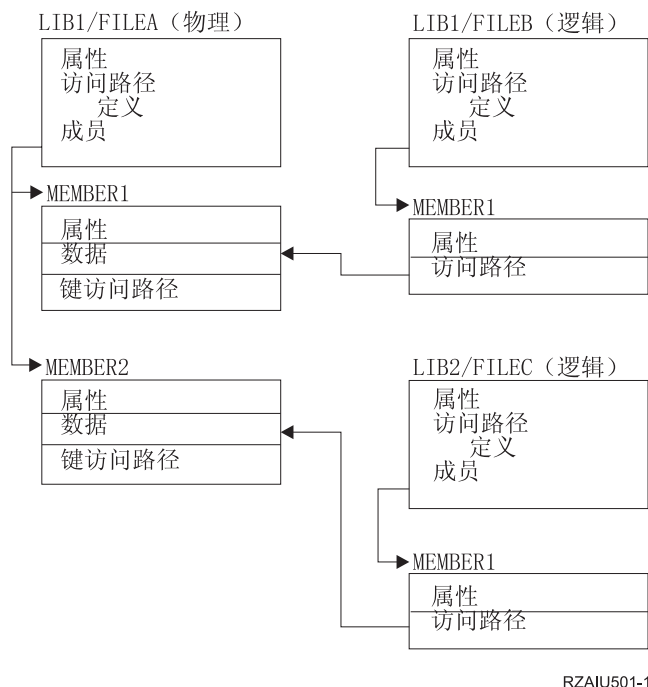 LIB1/FILEA（物理）
属性
访问路径
定义
成员
MEMBER1
属性
数据
键访问路径
MEMBER2
属性
数据
键访问路径
LIB1/FILEB（逻辑）
属性
访问路径
定义
成员
MEMBER1
属性
访问路径
LIB2/FILEC（逻辑）
属性
访问路径
定义
成员
MEMBER1
属性
访问路径
RZAIU501-1